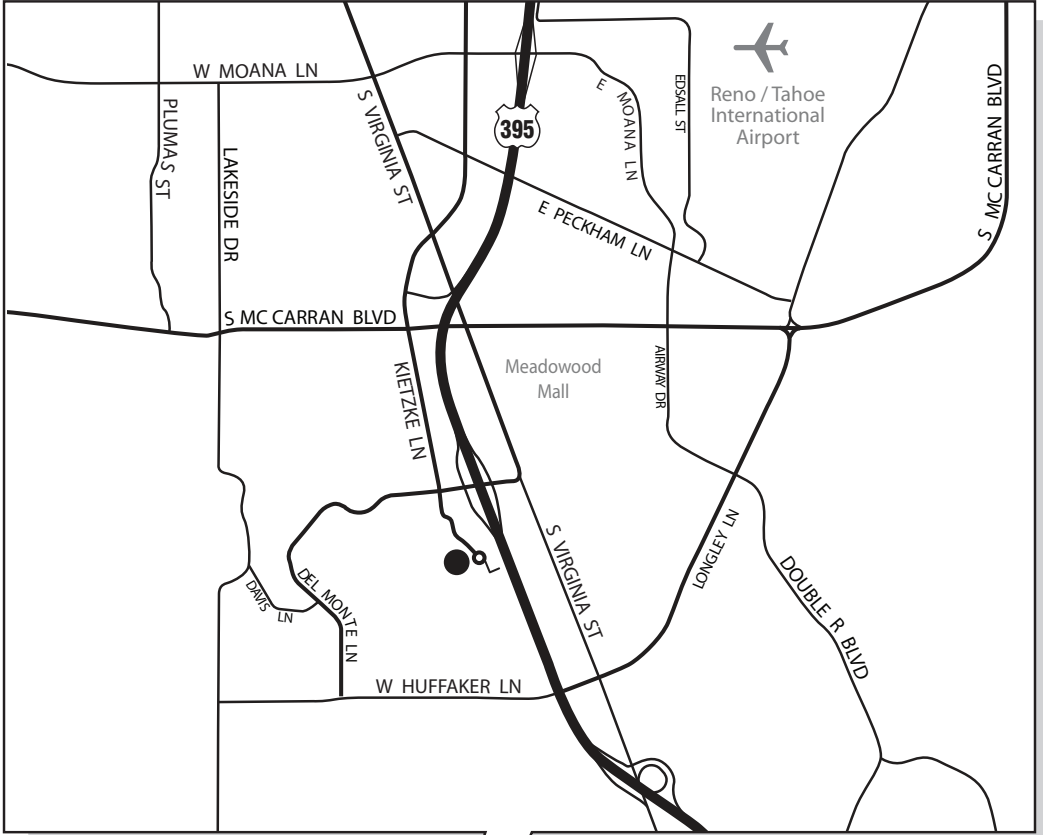 W MOANA LN
PLUMAS ST
LAKESIDE DR
S VIRGINIA ST
395
E MOANA LN
EDSALL ST
Reno / Tahoe
International
Airport
S MC CARRAN BLVD
E PECKHAM LN
S MC CARRAN BLVD
KIETZKE LN
Meadowood
Mall
AIRWAY DR
LONGLEY LN
S VIRGINIA ST
DOUBLE R BLVD
DAVIS LN
DEL MONTE LN
W HUFFAKER LN